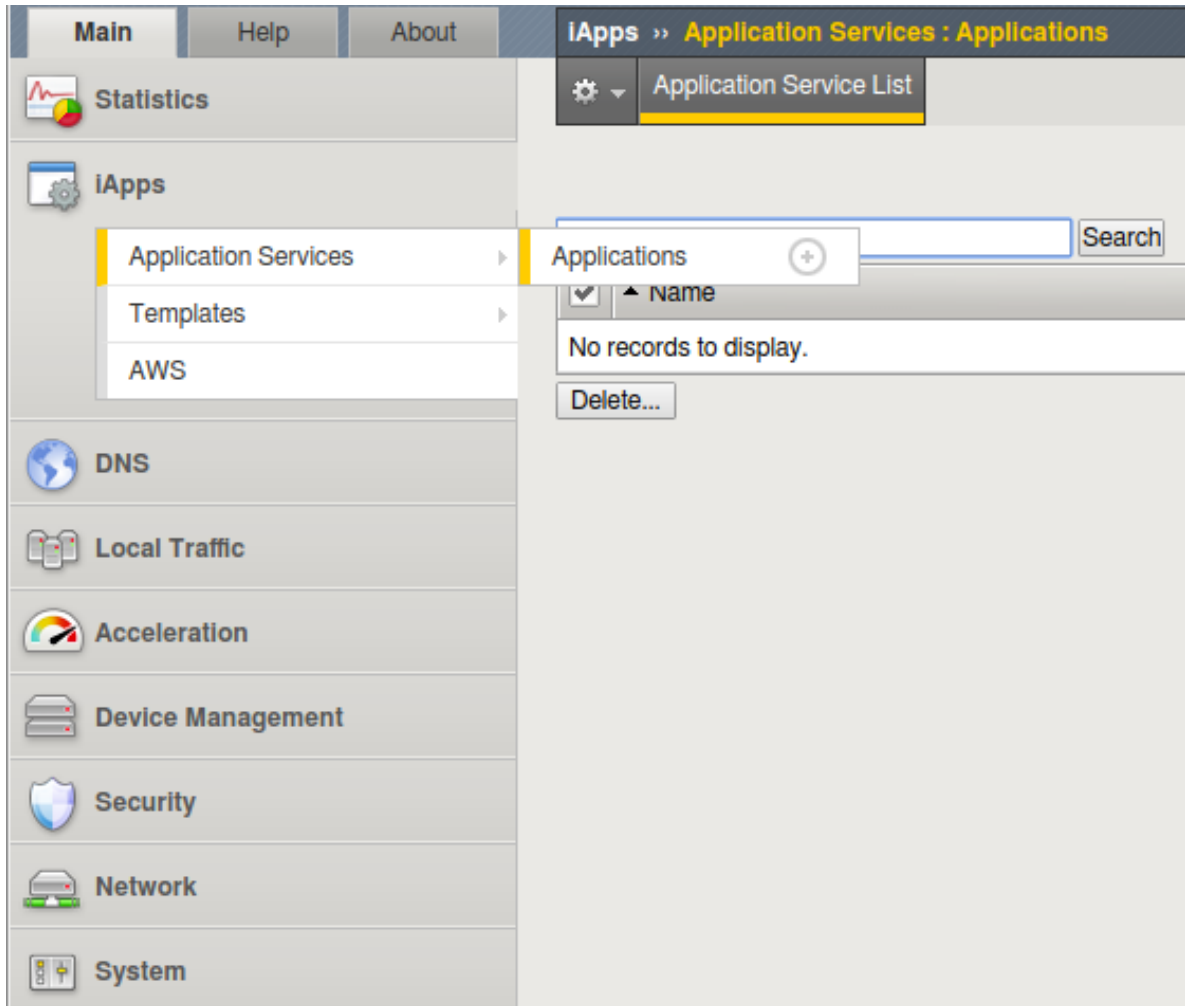 Main Help About
iApps ›› Application Services : Applications
Application Service List
Statistics
iApps
Application Services
Applications
Search
Templates
Name
AWS
No records to display.
Delete...
DNS
Local Traffic
Acceleration
Device Management
Security
Network
System